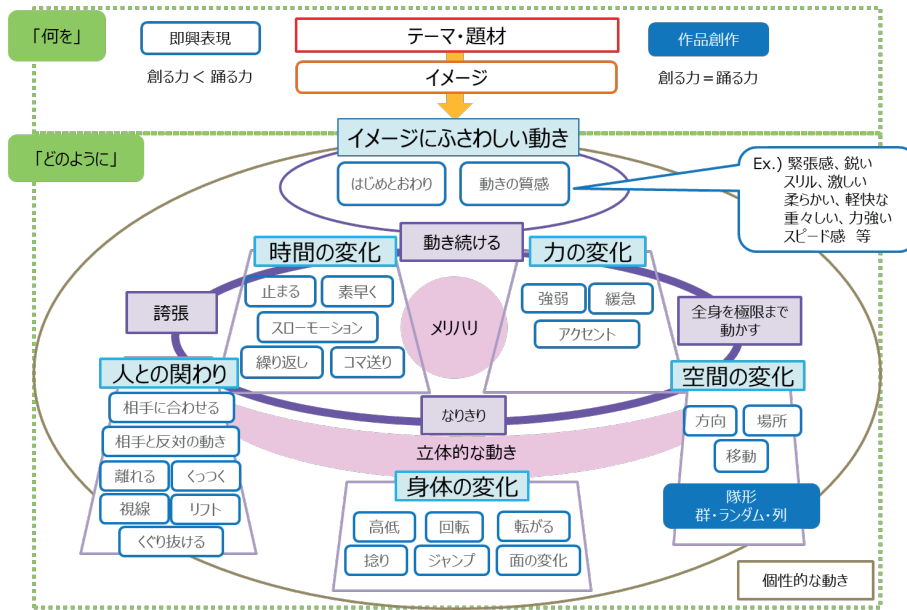 「何を」
即興表現
創る力 < 踊る力
テーマ・題材
イメージ
作品創作
創る力＝踊る力
「どのように」
イメージにふさわしい動き
はじめとおわり
動きの質感
Ex.) 緊張感、鋭い
スリル、激しい
柔らかい、軽快な
重々しい、力強い
スピード感 等
動き続ける
時間の変化
止まる
素早く
スローモーション
繰り返し
コマ送り
力の変化
強弱
緩急
アクセント
メリハリ
誇張
全身を極限まで
動かす
人との関わり
相手に合わせる
相手と反対の動き
離れる
くっつく
視線
リフト
くぐり抜ける
なりきり
立体的な動き
身体の変化
高低
回転
転がる
捻り
ジャンプ
面の変化
空間の変化
方向
場所
移動
隊形
群・ランダム・列
個性的な動き